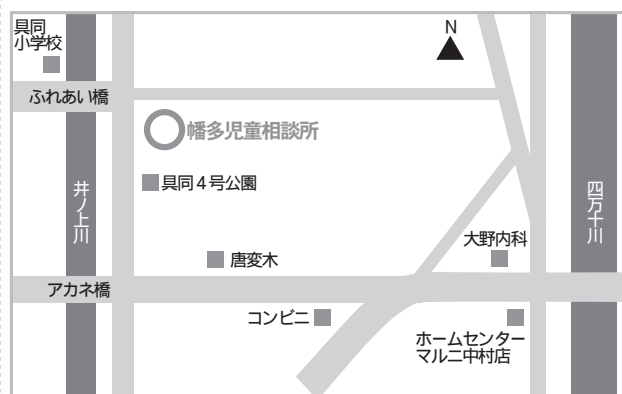 具同
小学校
N
ふれあい橋
幡多児童相談所
井ノ上川
具同4号公園
四万十川
大野内科
唐変木
アカネ橋
コンビニ
ホームセンター
マルニ中村店